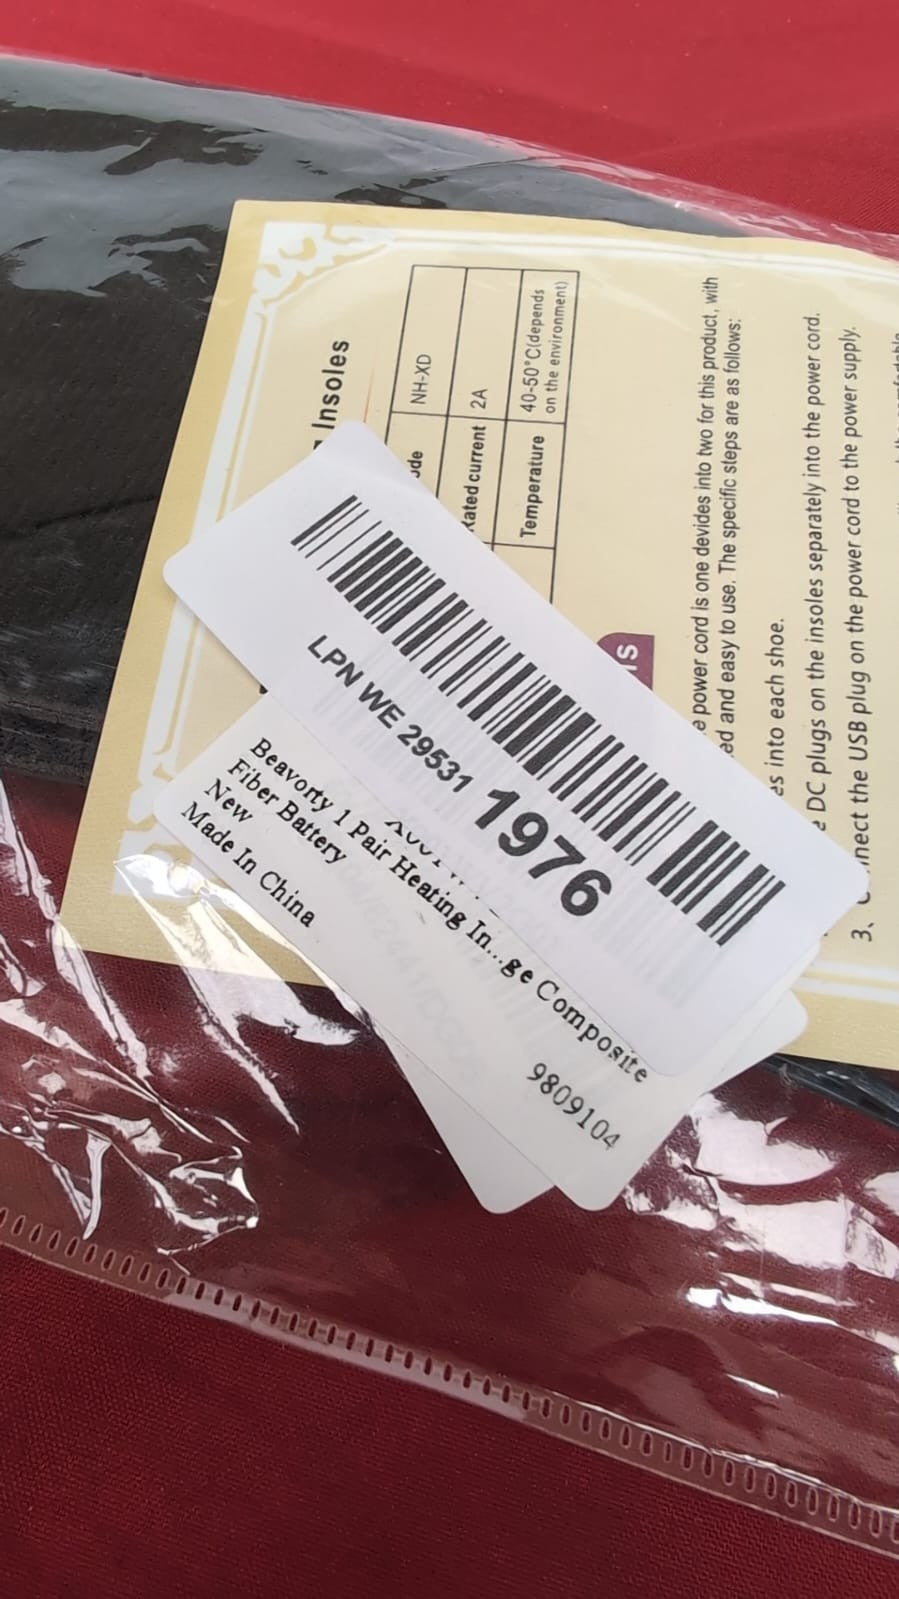 Insoles
NH-XD
Rated current 2A
Temperature 40-50°C(depends
on the environment)
power cord is one devides into two for this product, with
and easy to use. The specific steps are as follows:
into each shoe.
DC plugs on the insoles separately into the power cord.
3、 the USB plug on the power cord to the power supply.
LPN WE 29531 1976
Beavorty 1 Pair Heating In...ge Composite
Fiber Battery
New
Made In China
9809104